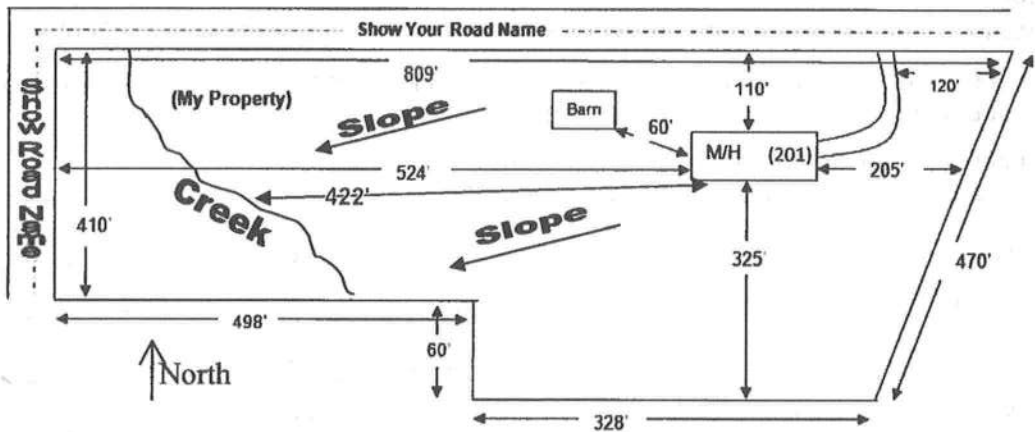 Show Your Road Name
Show Road Name
809'
120'
(My Property)
110'
Slope
Barn
60'
M/H (201)
524'
205'
422'
410'
Creek
Slope
325'
470'
498'
60'
North
328'